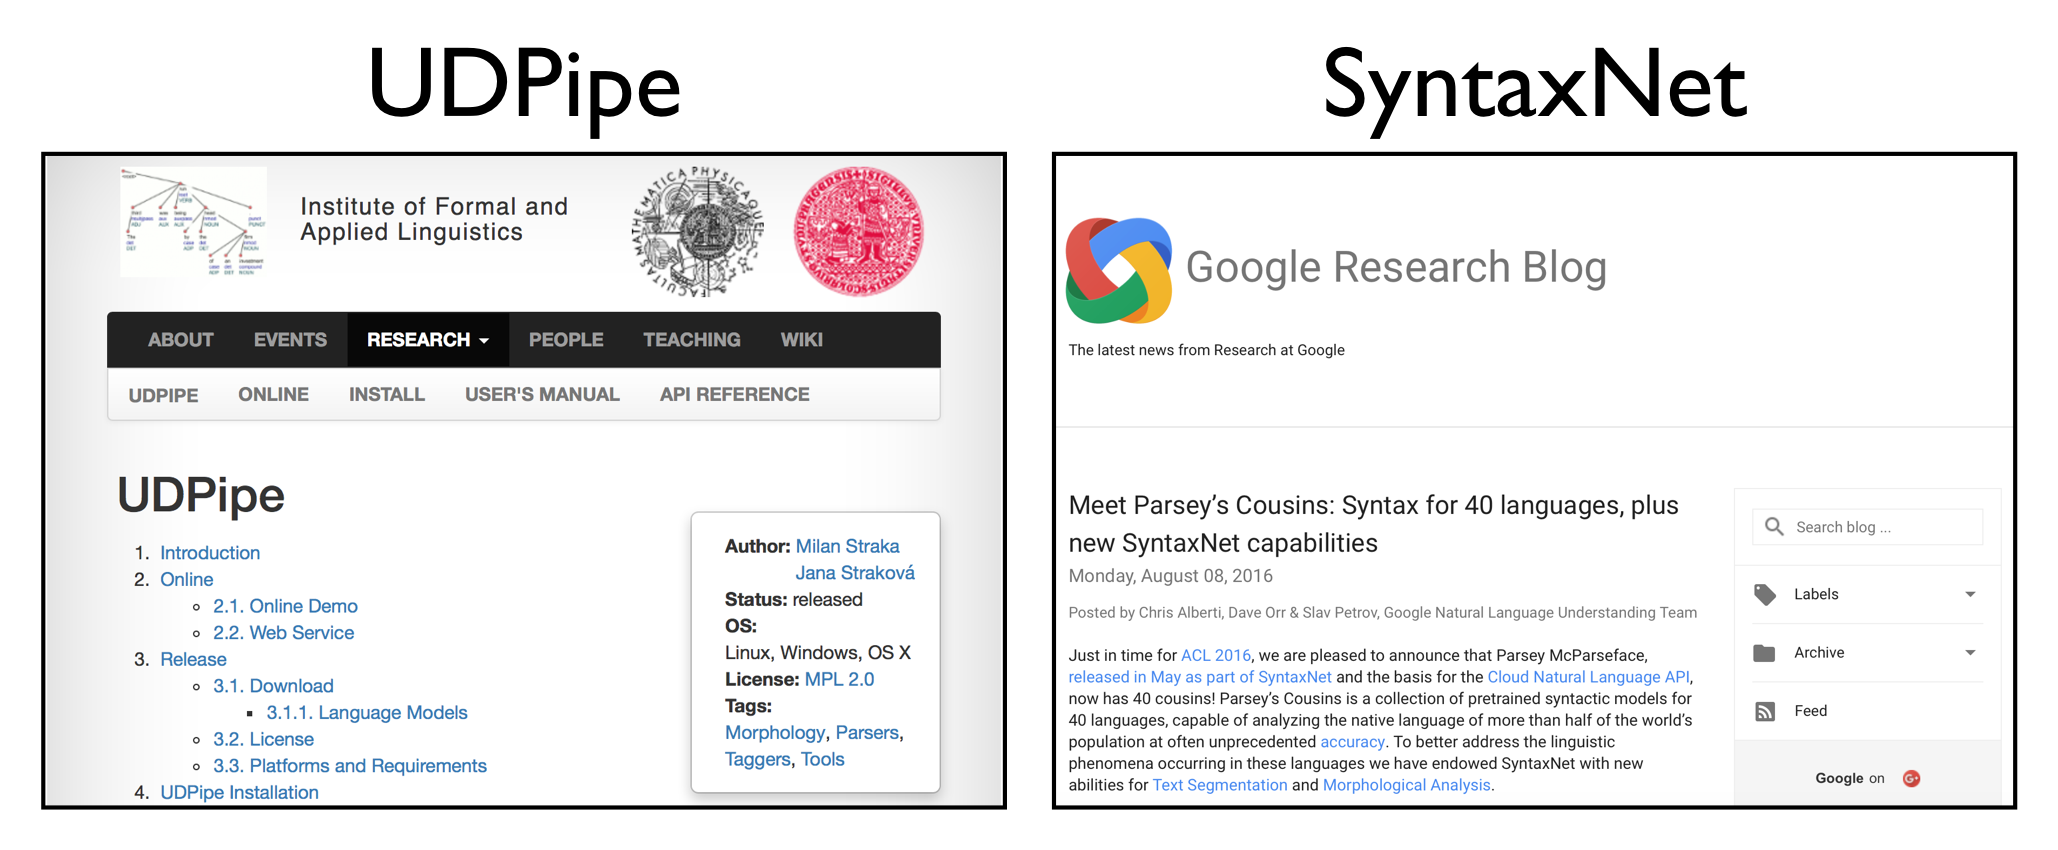 UDPipe
Institute of Formal and
Applied Linguistics
ABOUT EVENTS RESEARCH PEOPLE TEACHING WIKI
UDPIPE ONLINE INSTALL USER'S MANUAL API REFERENCE
UDPipe
1. Introduction
2. Online
2.1. Online Demo
2.2. Web Service
3. Release
3.1. Download
3.1.1. Language Models
3.2. License
3.3. Platforms and Requirements
4. UDPipe Installation
Author: Milan Straka
Jana Straková
Status: released
OS:
Linux, Windows, OS X
License: MPL 2.0
Tags:
Morphology, Parsers,
Taggers, Tools
SyntaxNet
Google Research Blog
The latest news from Research at Google
Meet Parsey's Cousins: Syntax for 40 languages, plus
new SyntaxNet capabilities
Monday, August 08, 2016
Posted by Chris Alberti, Dave Orr & Slav Petrov, Google Natural Language Understanding Team
Just in time for ACL 2016, we are pleased to announce that Parsey McParseface,
released in May as part of SyntaxNet and the basis for the Cloud Natural Language API,
now has 40 cousins! Parsey's Cousins is a collection of pretrained syntactic models for
40 languages, capable of analyzing the native language of more than half of the world's
population at often unprecedented accuracy. To better address the linguistic
phenomena occurring in these languages we have endowed SyntaxNet with new
abilities for Text Segmentation and Morphological Analysis.
Search blog ...
Labels
Archive
Feed
Google on